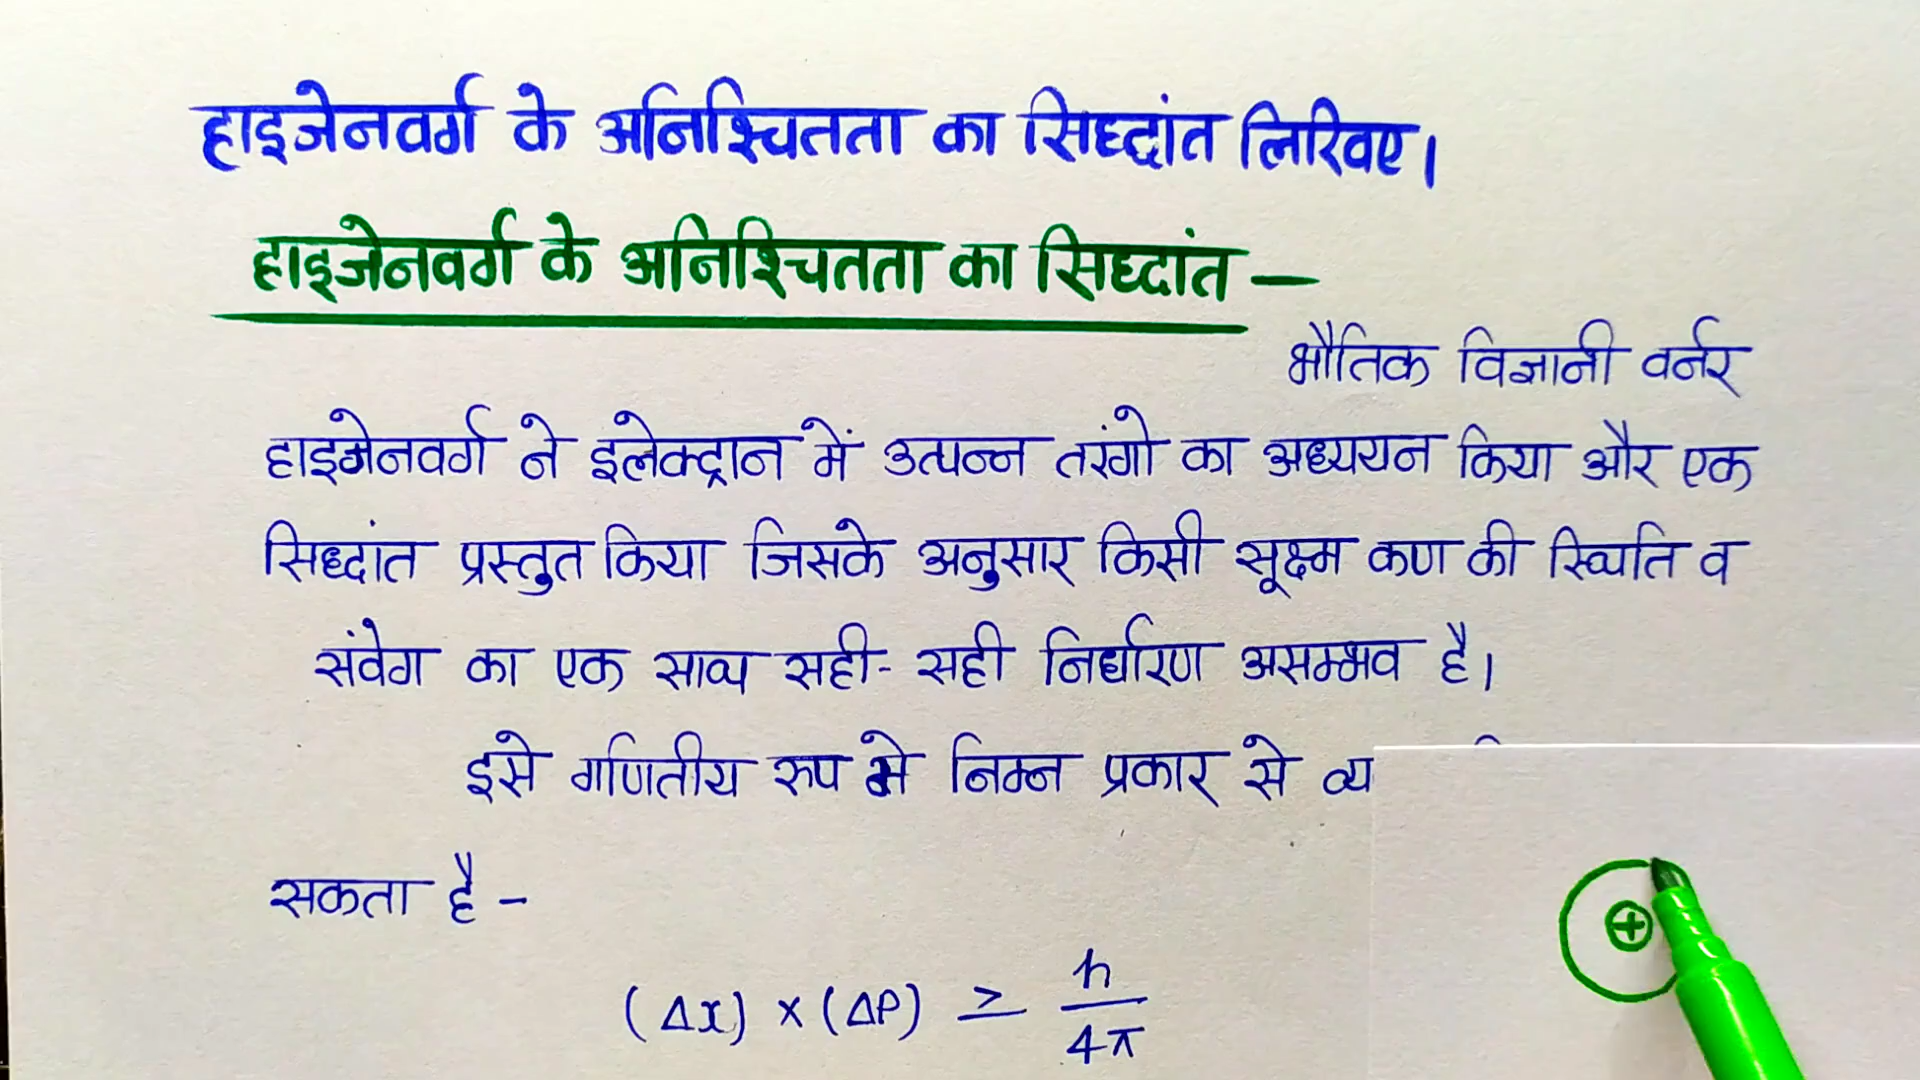 हाइजेनवर्ग के अनिश्चितता का सिध्दांत लिखिए।
हाइजेनवर्ग के अनिश्चितता का सिध्दांत —
भौतिक विज्ञानी वर्नर
हाइजेनवर्ग ने इलेक्ट्रान में उत्पन्न तरंगो का अध्ययन किया और एक
सिध्दांत प्रस्तुत किया जिसके अनुसार किसी सूक्ष्म कण की स्थिति व
संवेग का एक साथ सही- सही निर्धारण असम्भव है।
इसे गणितीय रुप मे निम्न प्रकार से व्य
सकता है -
(Δx) × (ΔP) ≥ h/4π
+